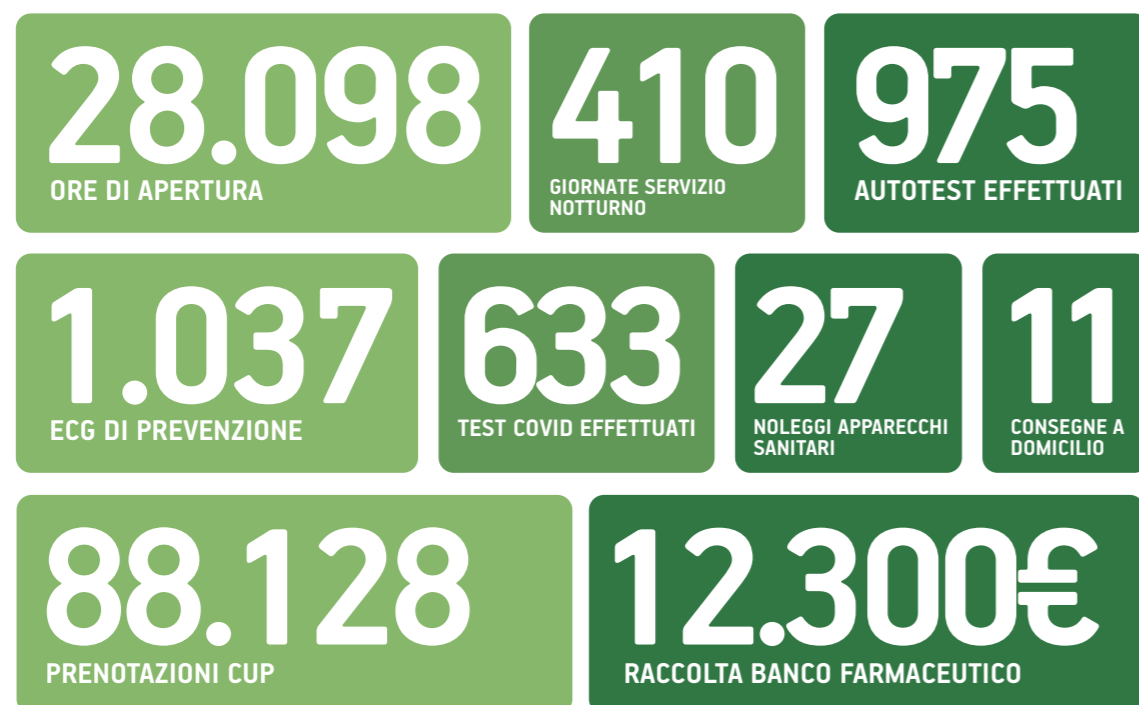 28.098
ORE DI APERTURA
410
GIORNATE SERVIZIO
NOTTURNO
975
AUTOTEST EFFETTUATI
1.037
ECG DI PREVENZIONE
633
TEST COVID EFFETTUATI
27
NOLEGGI APPARECCHI
SANITARI
11
CONSEGNE A
DOMICILIO
88.128
PRENOTAZIONI CUP
12.300€
RACCOLTA BANCO FARMACEUTICO